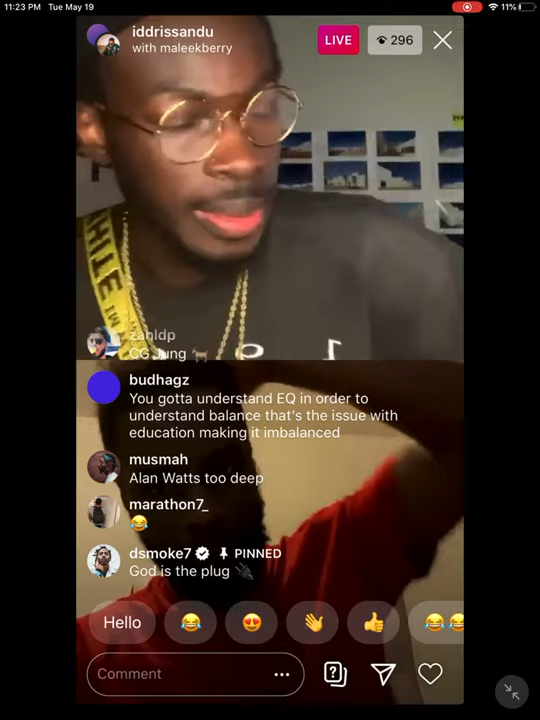 11:23 PM Tue May 19
11%
iddrissandu
with maleekberry
LIVE
296
zahldp
CG Jung
budhagz
You gotta understand EQ in order to
understand balance that's the issue with
education making it imbalanced
musmah
Alan Watts too deep
marathon7_
😂
dsmoke7 PINNED
God is the plug 🔌
Hello 😂 😍 👋 👍 😂😂
Comment